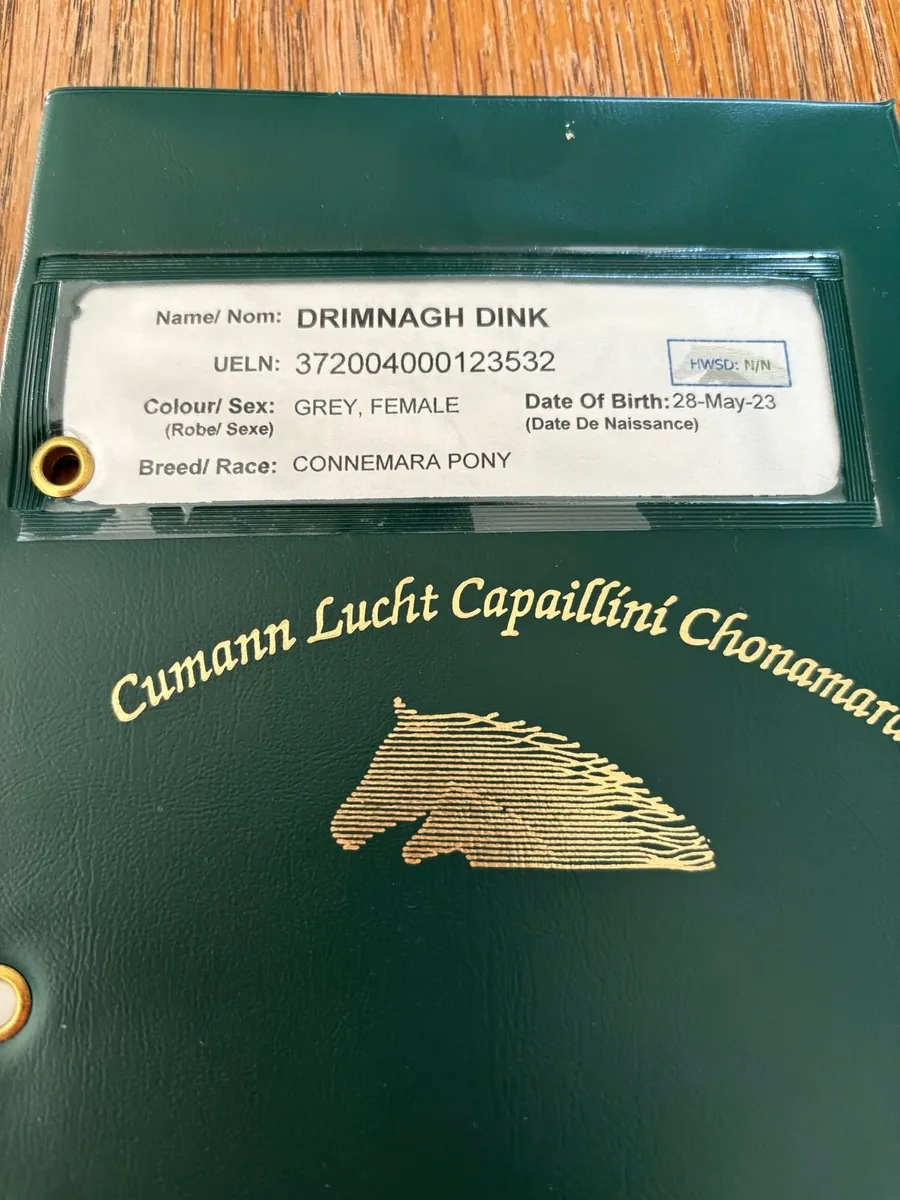 Name/ Nom: DRIMNAGH DINK
UELN: 372004000123532
HWSD: N/N
Colour/ Sex: GREY, FEMALE
Date Of Birth: 28-May-23
(Robe/ Sexe)
(Date De Naissance)
Breed/ Race: CONNEMARA PONY
Cumann Lucht Capaillíní Chonamara